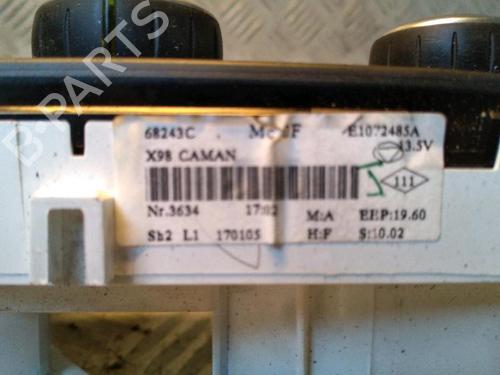 68243C E1072485A
X98 CAMAN 13.5V
111
Nr.3634 17:02 M:A EEP:19.60
Sb2 L1 170105 H:F S:10.02
B-PARTS